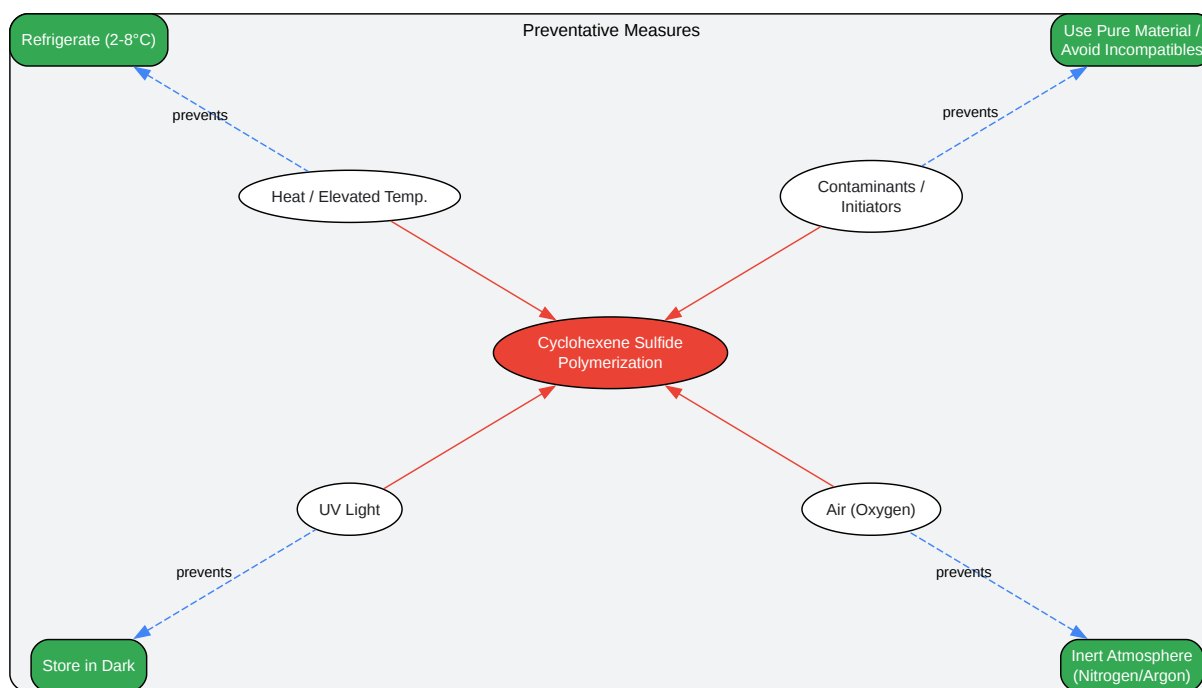 Preventative Measures
Refrigerate (2-8°C)
Use Pure Material /
Avoid Incompatibles
prevents
prevents
Heat / Elevated Temp.
Contaminants /
Initiators
Cyclohexene Sulfide
Polymerization
UV Light
Air (Oxygen)
prevents
prevents
Store in Dark
Inert Atmosphere
(Nitrogen/Argon)